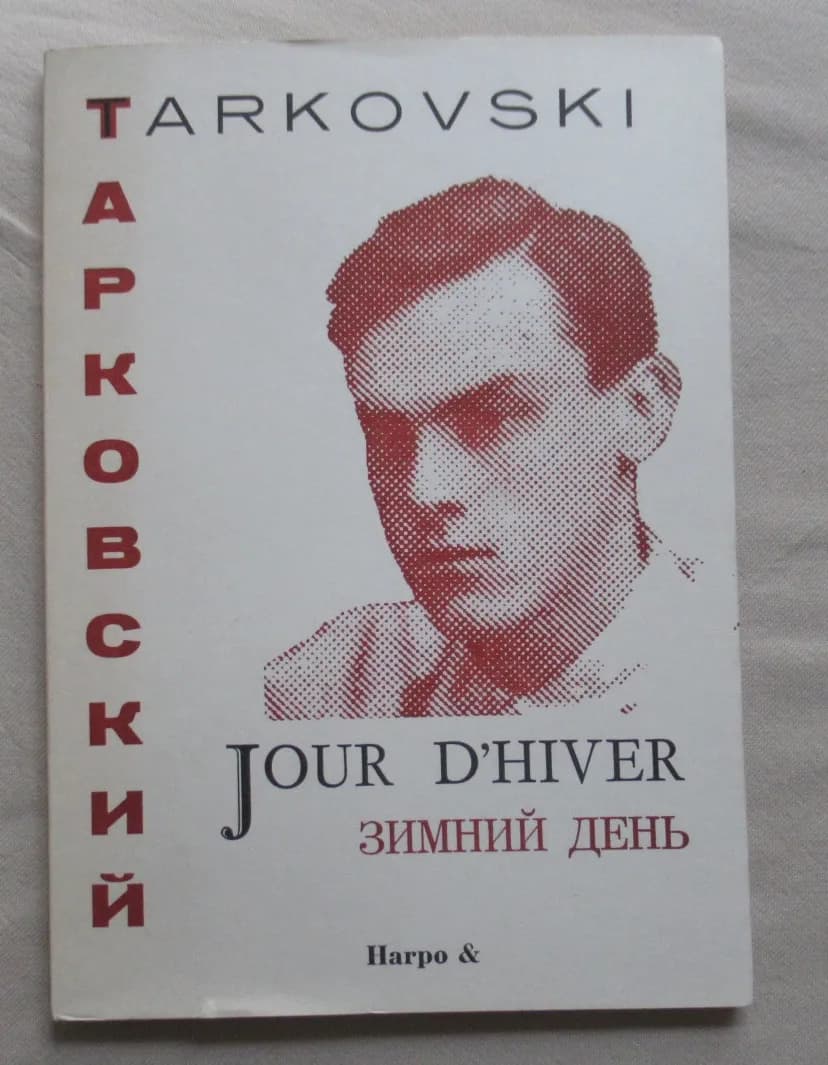 TARKOVSKI
ТАРКОВСКИЙ
JOUR D'HIVER
ЗИМНИЙ ДЕНЬ
Harpo &